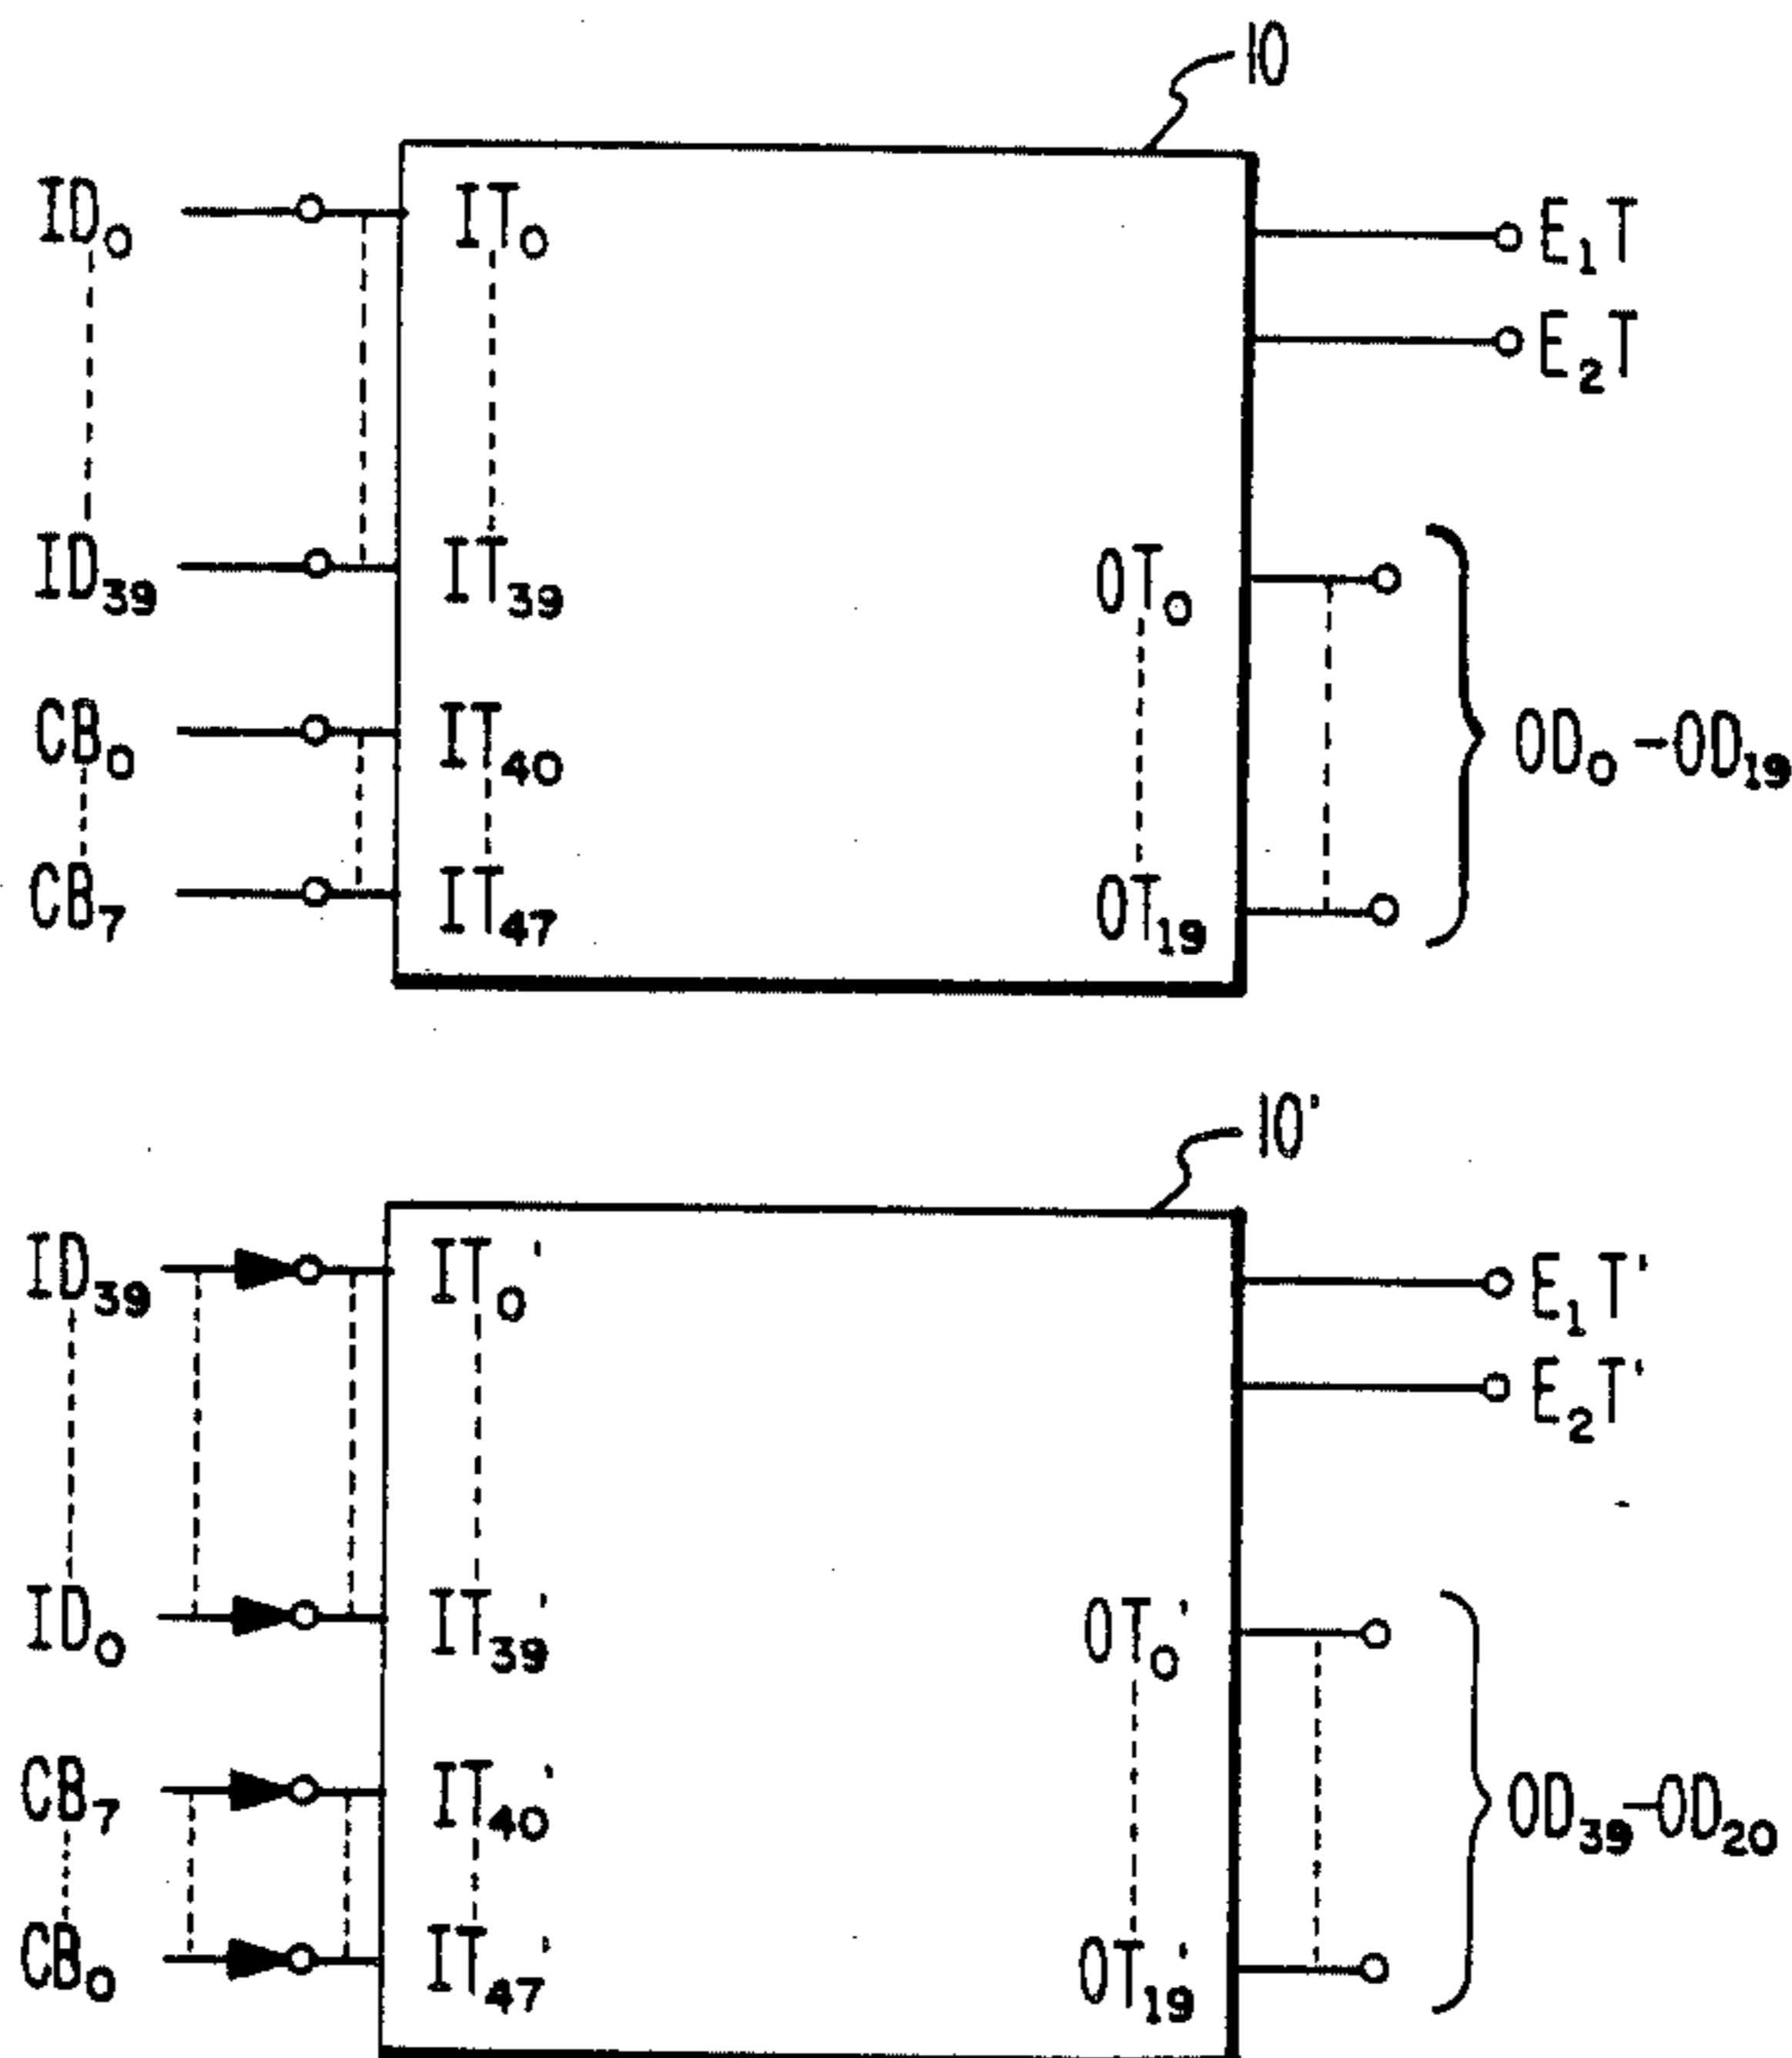 10
ID₀ IT₀ E₁T
E₂T
ID₃₉ IT₃₉ OT₀
CB₀ IT₄₀ OD₀-OD₁₉
CB₇ IT₄₇ OT₁₉
10'
ID₃₉ IT₀' E₁T'
E₂T'
ID₀ IT₃₉' OT₀'
CB₇ IT₄₀' OD₃₉-OD₂₀
CB₀ IT₄₇' OT₁₉'